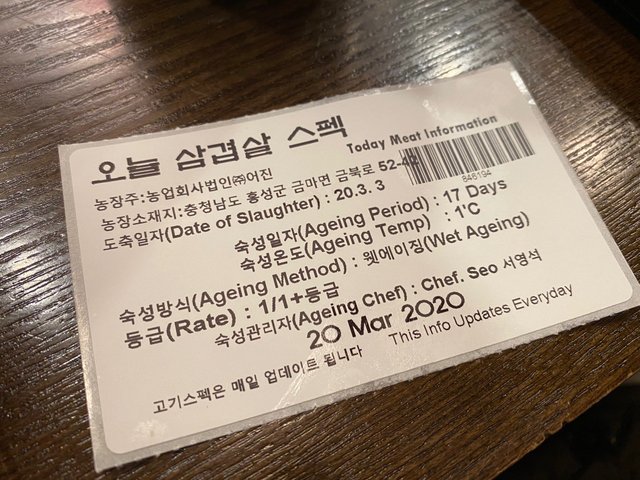 오늘 삼겹살 스펙
Today Meat Information
농장주:농업회사법인㈜어진
농장소재지:충청남도 홍성군 금마면 금북로 52-42
846194
도축일자(Date of Slaughter) : 20.3. 3
숙성일자(Ageing Period) : 17 Days
숙성온도(Ageing Temp) : 1'C
숙성방식(Ageing Method) : 웻에이징(Wet Ageing)
등급(Rate) : 1/1+등급
숙성관리자(Ageing Chef) : Chef. Seo 서영석
20 Mar 2020
고기스펙은 매일 업데이트 됩니다
This Info Updates Everyday